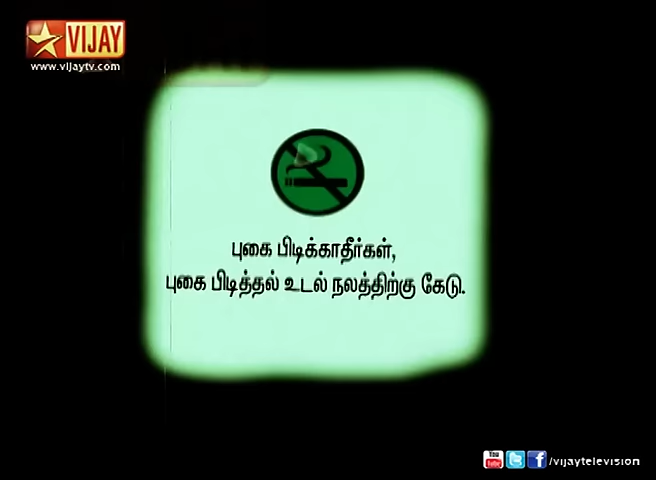 VIJAY
www.vijaytv.com
புகை பிடிக்காதீர்கள்,
புகை பிடித்தல் உடல் நலத்திற்கு கேடு.
You Tube /vijaytelevision